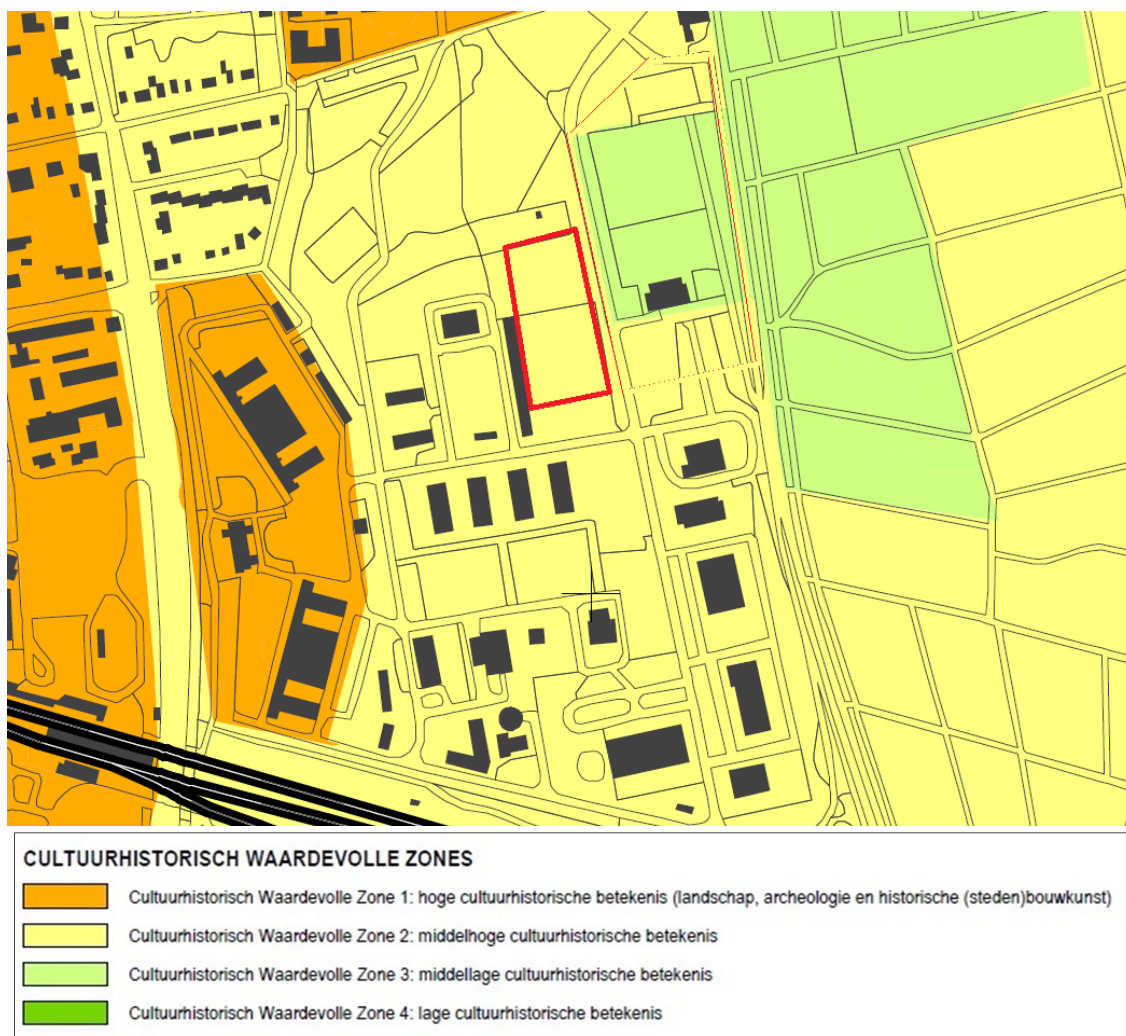 CULTUURHISTORISCH WAARDEVOLLE ZONES
Cultuurhistorisch Waardevolle Zone 1: hoge cultuurhistorische betekenis (landschap, archeologie en historische (steden)bouwkunst)
Cultuurhistorisch Waardevolle Zone 2: middelhoge cultuurhistorische betekenis
Cultuurhistorisch Waardevolle Zone 3: middellage cultuurhistorische betekenis
Cultuurhistorisch Waardevolle Zone 4: lage cultuurhistorische betekenis